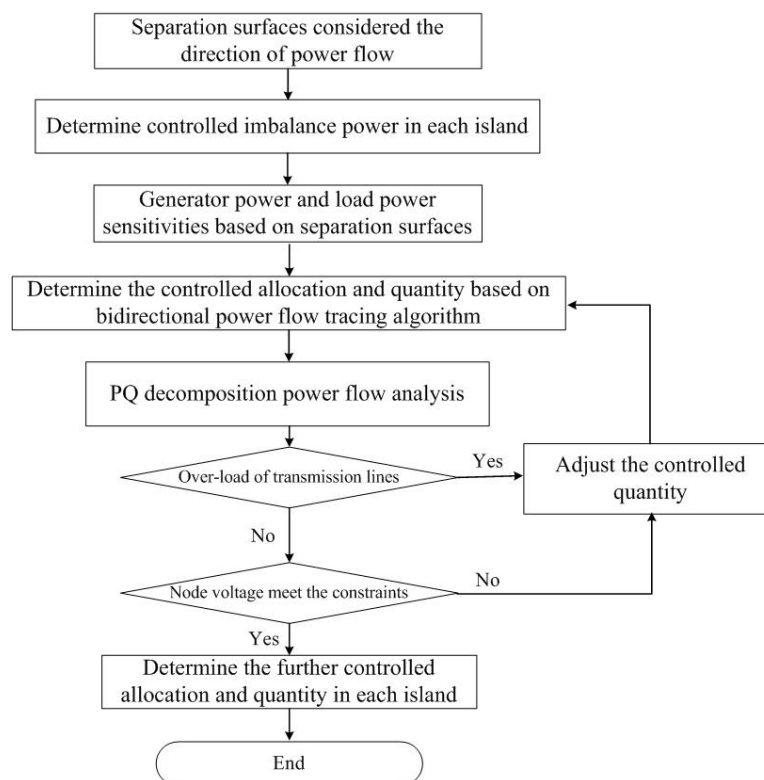 Separation surfaces considered the
direction of power flow
Determine controlled imbalance power in each island
Generator power and load power
sensitivities based on separation surfaces
Determine the controlled allocation and quantity based on
bidirectional power flow tracing algorithm
PQ decomposition power flow analysis
Over-load of transmission lines
Yes
Adjust the controlled
quantity
No
Node voltage meet the constraints
No
Yes
Determine the further controlled
allocation and quantity in each island
End